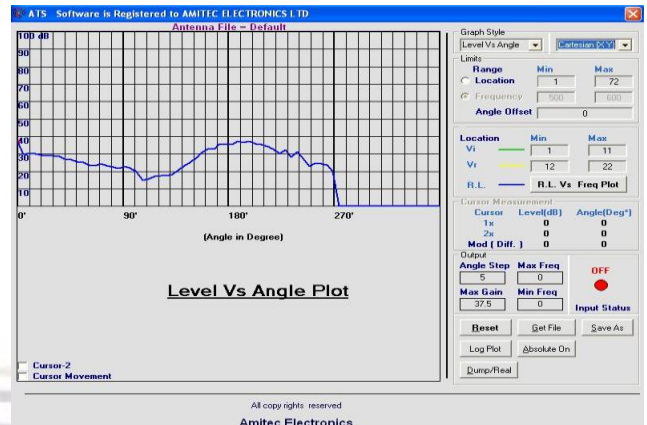 ATS Software is Registered to AMITEC ELECTRONICS LTD
Antenna File – Default
100 dB
90
80
70
60
50
40
30
20
10
0° 90° 180° 270°
(Angle in Degree)
Level Vs Angle Plot
Cursor-2
Cursor Movement
Graph Style
Level Vs Angle Cartesian (X,Y)
Limits
Range Min Max
Location 1 72
Frequency 500 600
Angle Offset 0
Location Min Max
Vi 1 11
Vr 12 22
R.L. R.L. Vs Freq Plot
Cursor Measurement
Cursor Level(dB) Angle(Deg°)
1x 0 0
2x 0 0
Mod ( Diff. ) 0 0
Output
Angle Step Max Freq
5 0
OFF
Max Gain Min Freq
37.5 0
Input Status
Reset Get File Save As
Log Plot Absolute On
Dump/Real
All copy rights reserved
Amitec Electronics